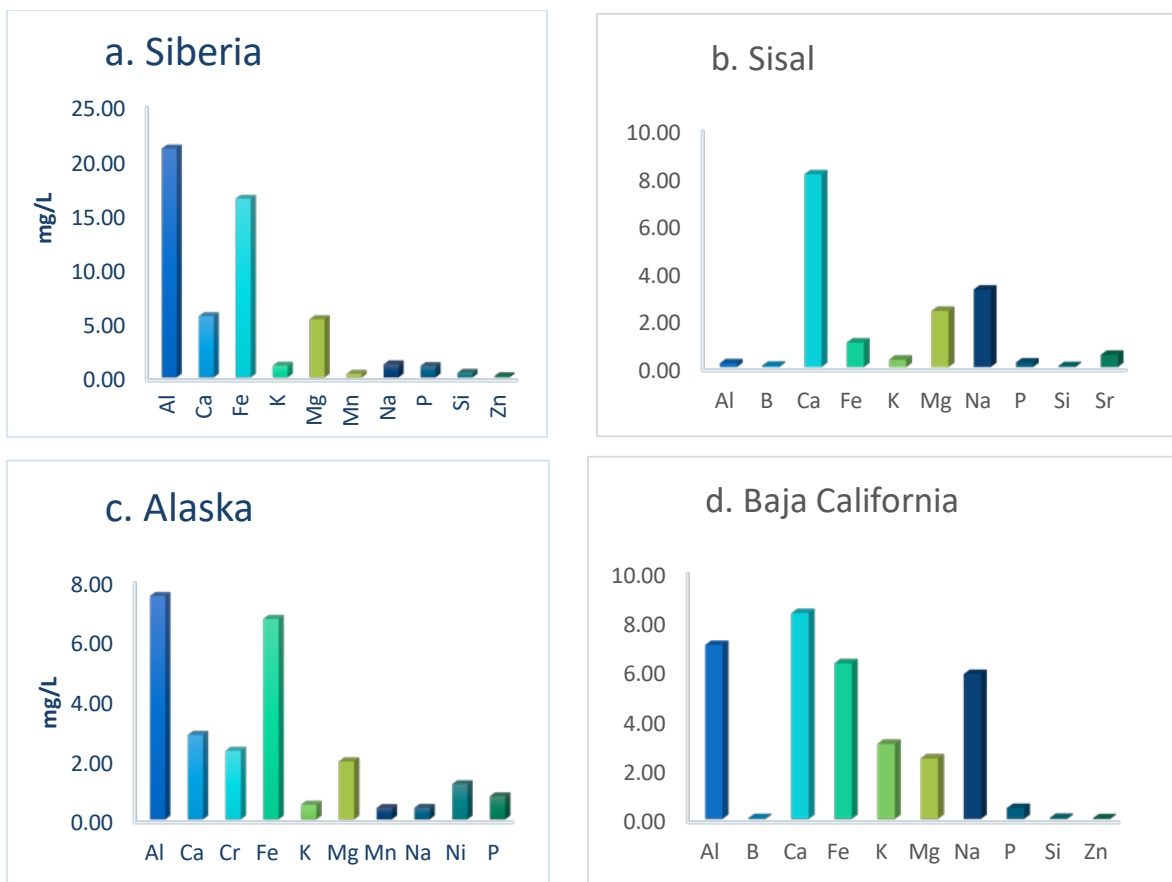 a. Siberia
mg/L
25.00
20.00
15.00
10.00
5.00
0.00
Al Ca Fe K Mg Mn Na P Si Zn
b. Sisal
10.00
8.00
6.00
4.00
2.00
0.00
Al B Ca Fe K Mg Na P Si Sr
c. Alaska
mg/L
8.00
6.00
4.00
2.00
0.00
Al Ca Cr Fe K Mg Mn Na Ni P
d. Baja California
10.00
8.00
6.00
4.00
2.00
0.00
Al B Ca Fe K Mg Na P Si Zn